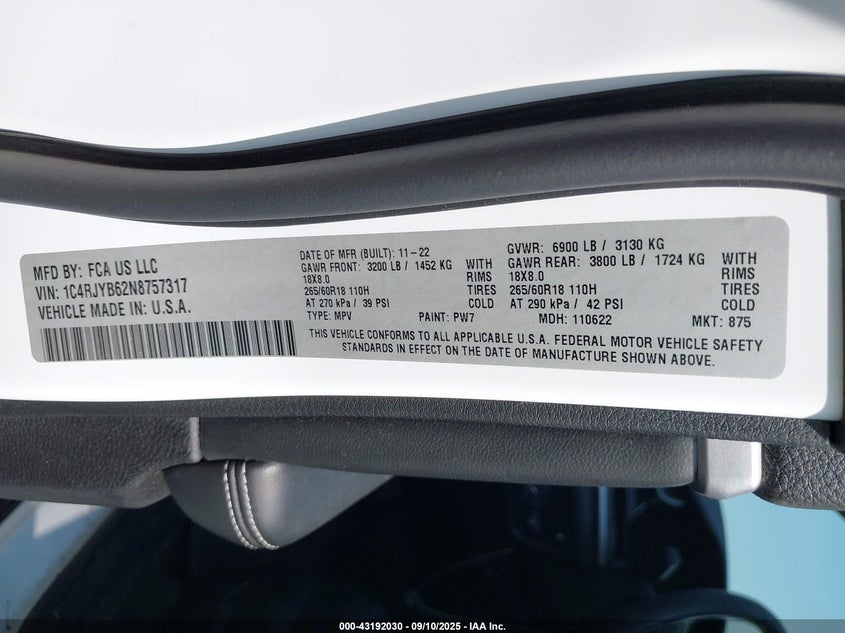 MFD BY: FCA US LLC
VIN: 1C4RJYB62N8757317
VEHICLE MADE IN: U.S.A.
DATE OF MFR (BUILT): 11-22
GAWR FRONT: 3200 LB / 1452 KG WITH
18X8.0 RIMS
265/60R18 110H TIRES
AT 270 kPa / 39 PSI COLD
TYPE: MPV PAINT: PW7
GVWR: 6900 LB / 3130 KG
GAWR REAR: 3800 LB / 1724 KG WITH
18X8.0 RIMS
265/60R18 110H TIRES
AT 290 kPa / 42 PSI COLD
MDH: 110622 MKT: 875
THIS VEHICLE CONFORMS TO ALL APPLICABLE U.S.A. FEDERAL MOTOR VEHICLE SAFETY
STANDARDS IN EFFECT ON THE DATE OF MANUFACTURE SHOWN ABOVE.
000-43192030 - 09/10/2025 - IAA Inc.